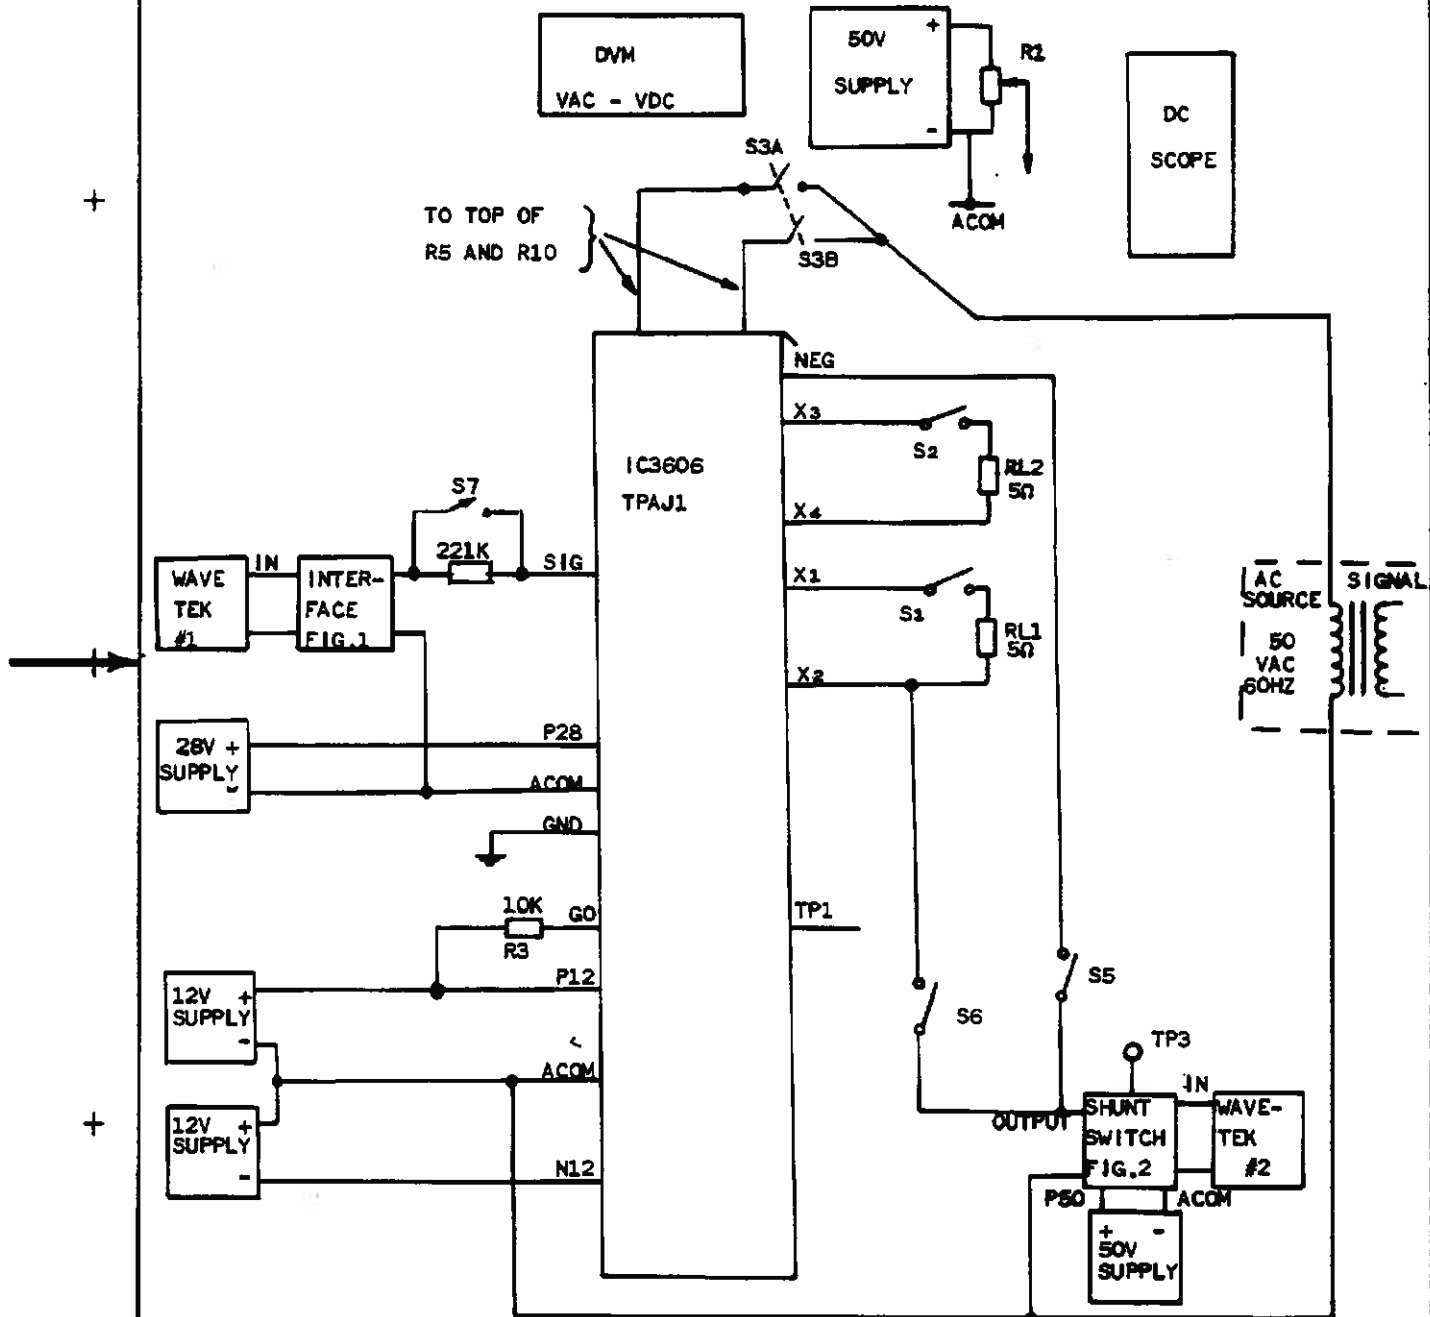 DVM
VAC - VDC
50V +
SUPPLY
-
R1
ACOM
DC
SCOPE
S3A
S3B
TO TOP OF
R5 AND R10
NEG
X3
S2
RL2
5Ω
X4
IC3606
TPAJ1
S7
221K
SIG
WAVE
TEK
#1
IN
INTER-
FACE
FIG.1
X1
S1
RL1
5Ω
X2
AC
SOURCE
50
VAC
60HZ
SIGNAL
28V +
SUPPLY
-
P28
ACOM
GND
10K
R3
GO
TP1
P12
12V +
SUPPLY
-
ACOM
12V +
SUPPLY
-
N12
S6
S5
TP3
OUTPUT
SHUNT
SWITCH
FIG.2
IN
WAVE-
TEK
#2
P50
ACOM
+ -
50V
SUPPLY